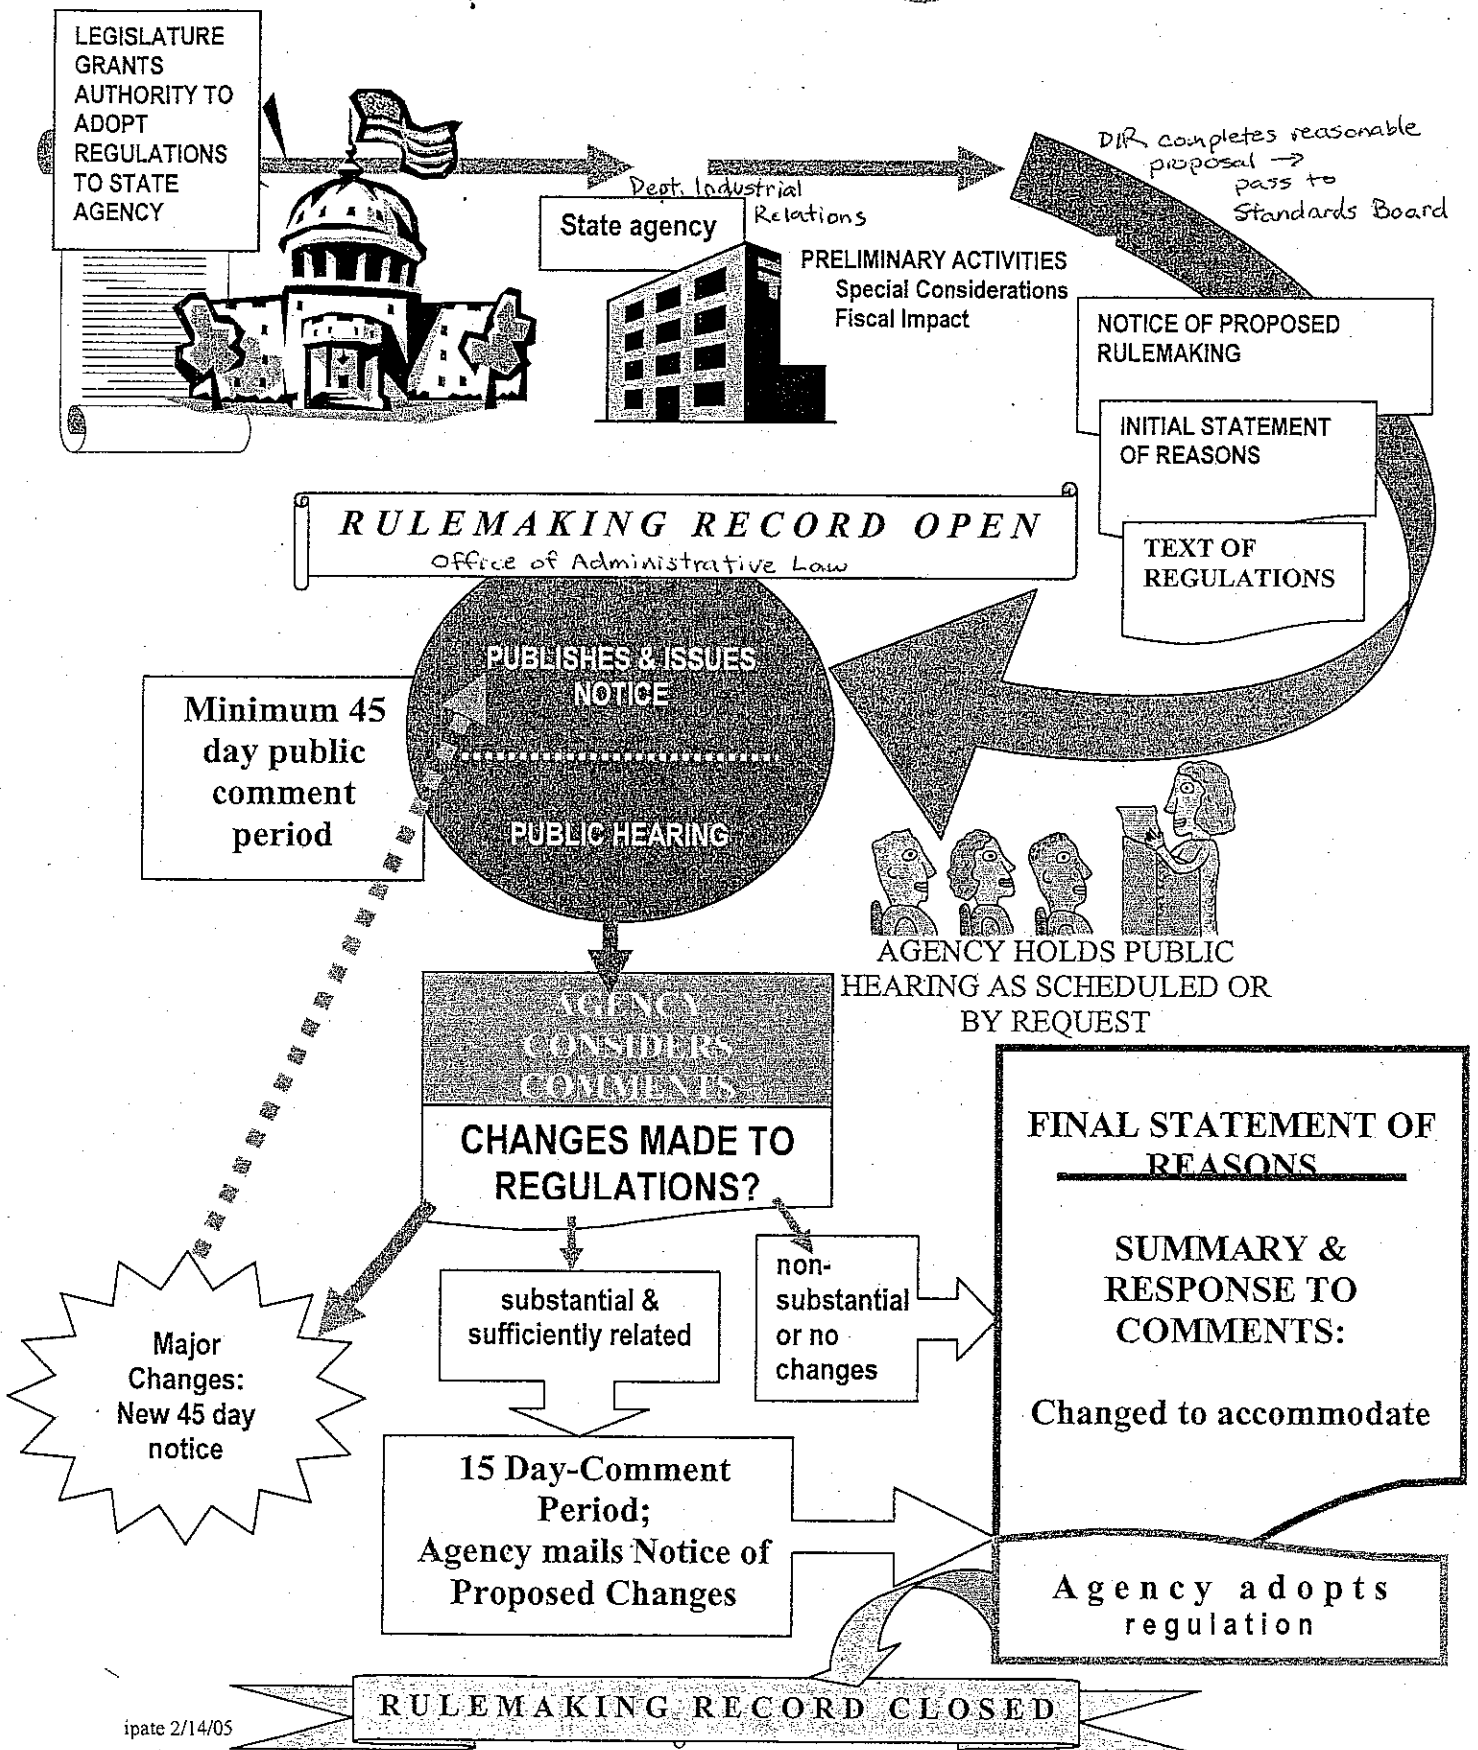 LEGISLATURE
GRANTS
AUTHORITY TO
ADOPT
REGULATIONS
TO STATE
AGENCY
Dept. Industrial
Relations
State agency
PRELIMINARY ACTIVITIES
Special Considerations
Fiscal Impact
DIR completes reasonable
proposal →
pass to
Standards Board
NOTICE OF PROPOSED
RULEMAKING
INITIAL STATEMENT
OF REASONS
TEXT OF
REGULATIONS
RULEMAKING RECORD OPEN
Office of Administrative Law
PUBLISHES & ISSUES
NOTICE
PUBLIC HEARING
Minimum 45
day public
comment
period
AGENCY HOLDS PUBLIC
HEARING AS SCHEDULED OR
BY REQUEST
AGENCY
CONSIDERS
COMMENTS
CHANGES MADE TO
REGULATIONS?
Major
Changes:
New 45 day
notice
substantial &
sufficiently related
non-
substantial
or no
changes
15 Day-Comment
Period;
Agency mails Notice of
Proposed Changes
FINAL STATEMENT OF
REASONS
SUMMARY &
RESPONSE TO
COMMENTS:
Changed to accommodate
Agency adopts
regulation
RULEMAKING RECORD CLOSED
ipate 2/14/05